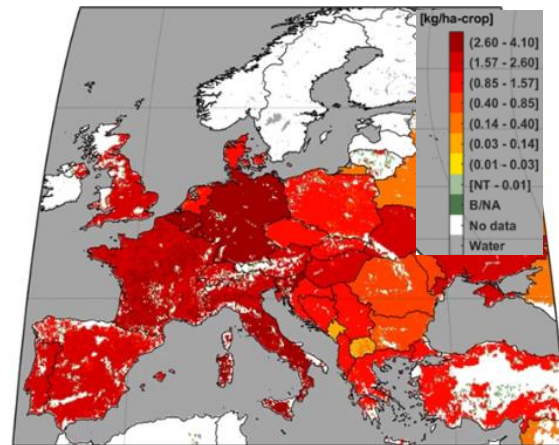 [kg/ha-crop]
(2.60 - 4.10]
(1.57 - 2.60]
(0.85 - 1.57]
(0.40 - 0.85]
(0.14 - 0.40]
(0.03 - 0.14]
(0.01 - 0.03]
[NT - 0.01]
B/NA
No data
Water